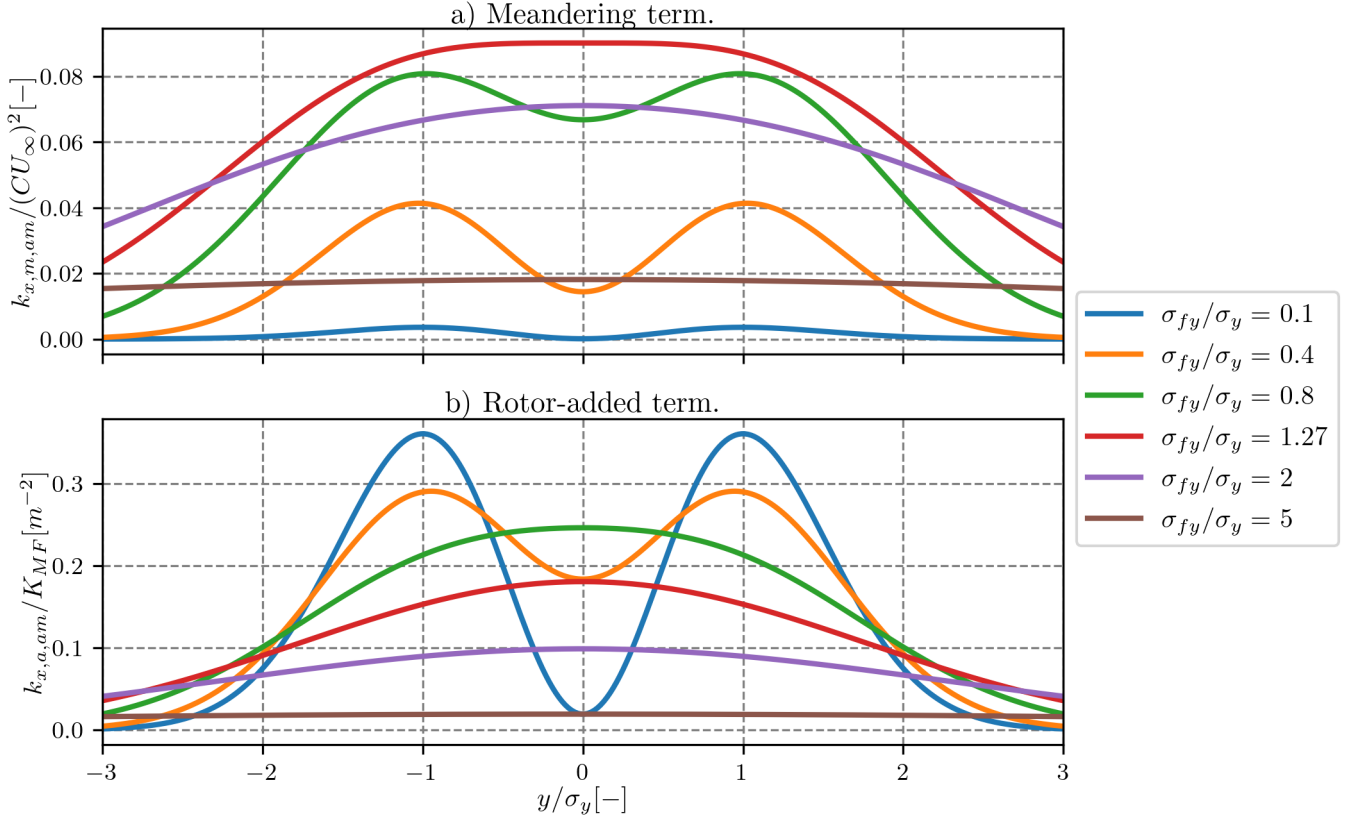 a) Meandering term.
k_{x,m,am}/(CU_∞)^2[−]
0.08
0.06
0.04
0.02
0.00
b) Rotor-added term.
k_{x,a,am}/K_{MF}[m^{−2}]
0.3
0.2
0.1
0.0
−3 −2 −1 0 1 2 3
y/σ_y[−]
σ_{fy}/σ_y = 0.1
σ_{fy}/σ_y = 0.4
σ_{fy}/σ_y = 0.8
σ_{fy}/σ_y = 1.27
σ_{fy}/σ_y = 2
σ_{fy}/σ_y = 5